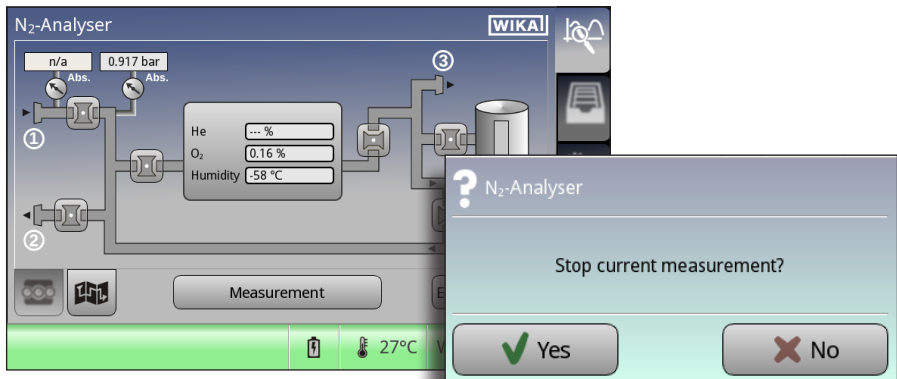 N₂-Analyser
WIKAI
n/a
0.917 bar
Abs.
Abs.
③
①
He
--- %
O₂
0.16 %
Humidity
-58 °C
②
Measurement
E
27°C
N₂-Analyser
Stop current measurement?
Yes
No